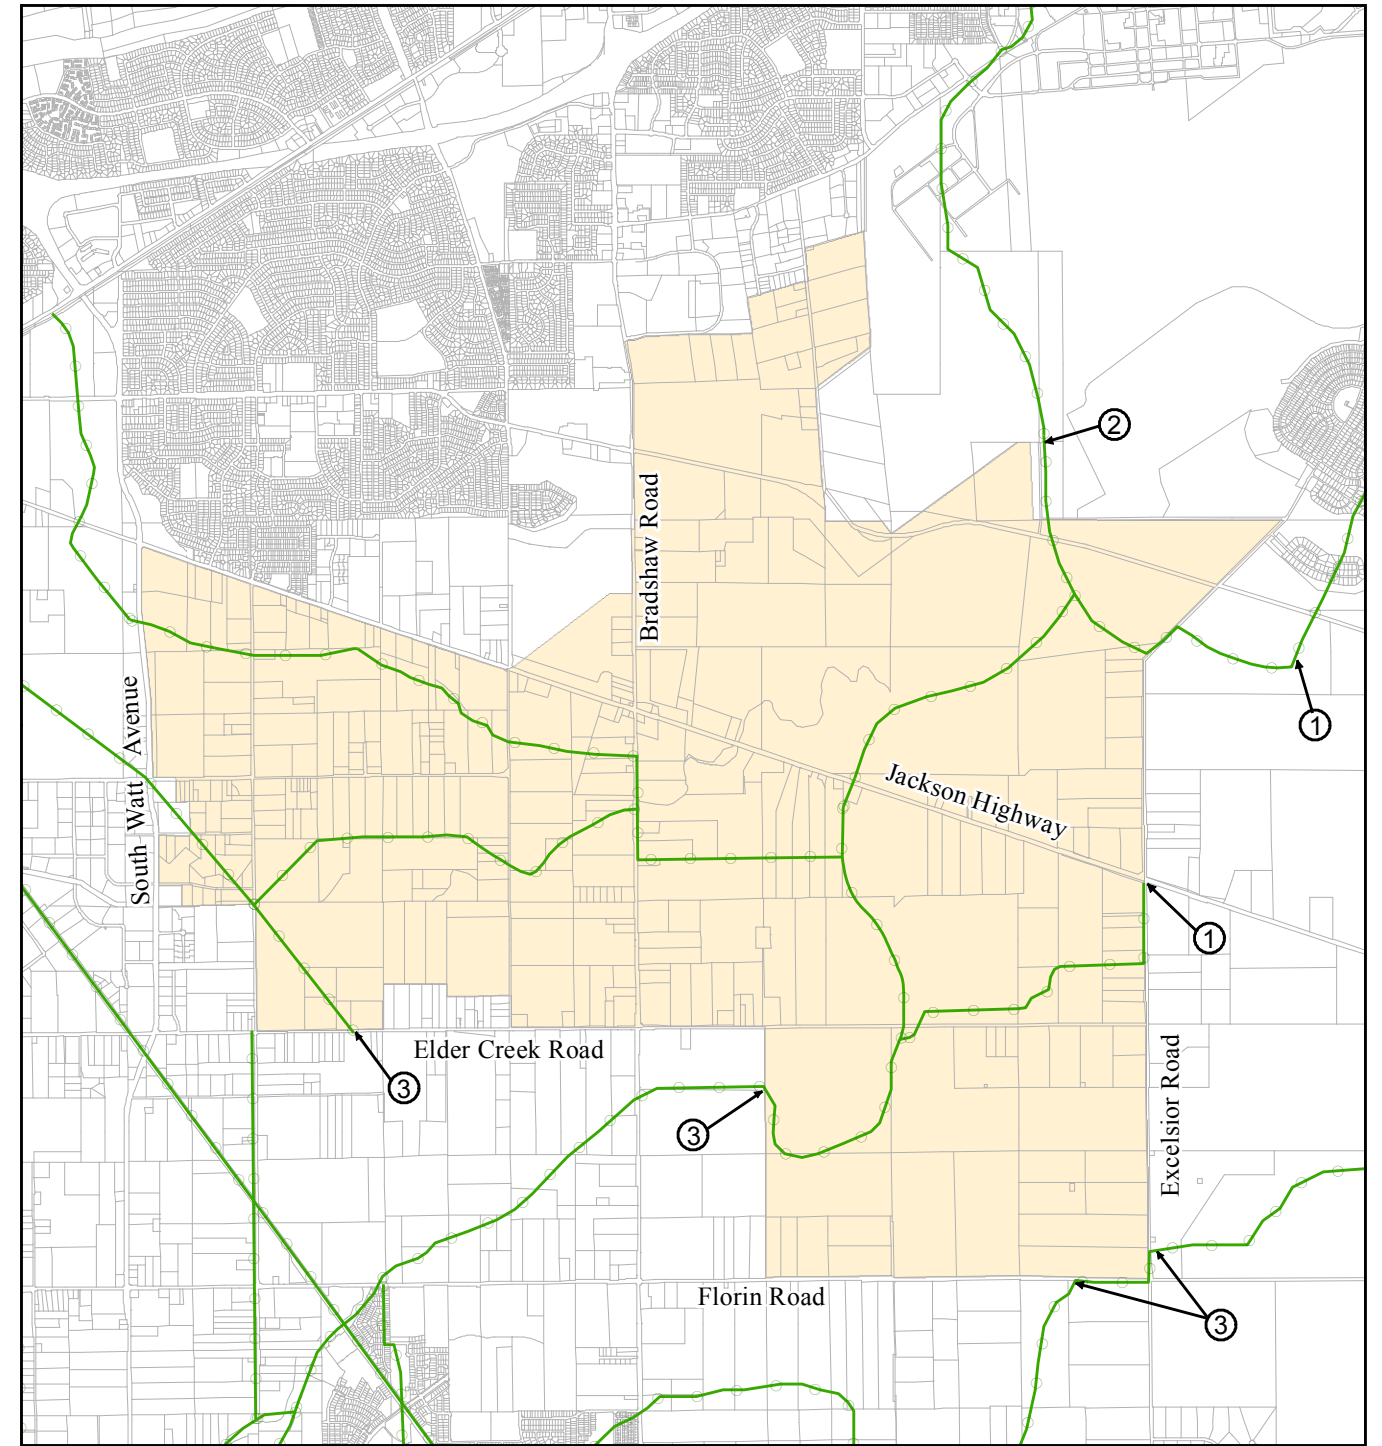 2
Bradshaw Road
South Watt Avenue
1
Jackson Highway
1
Elder Creek Road
3
3
Excelsior Road
Florin Road
3